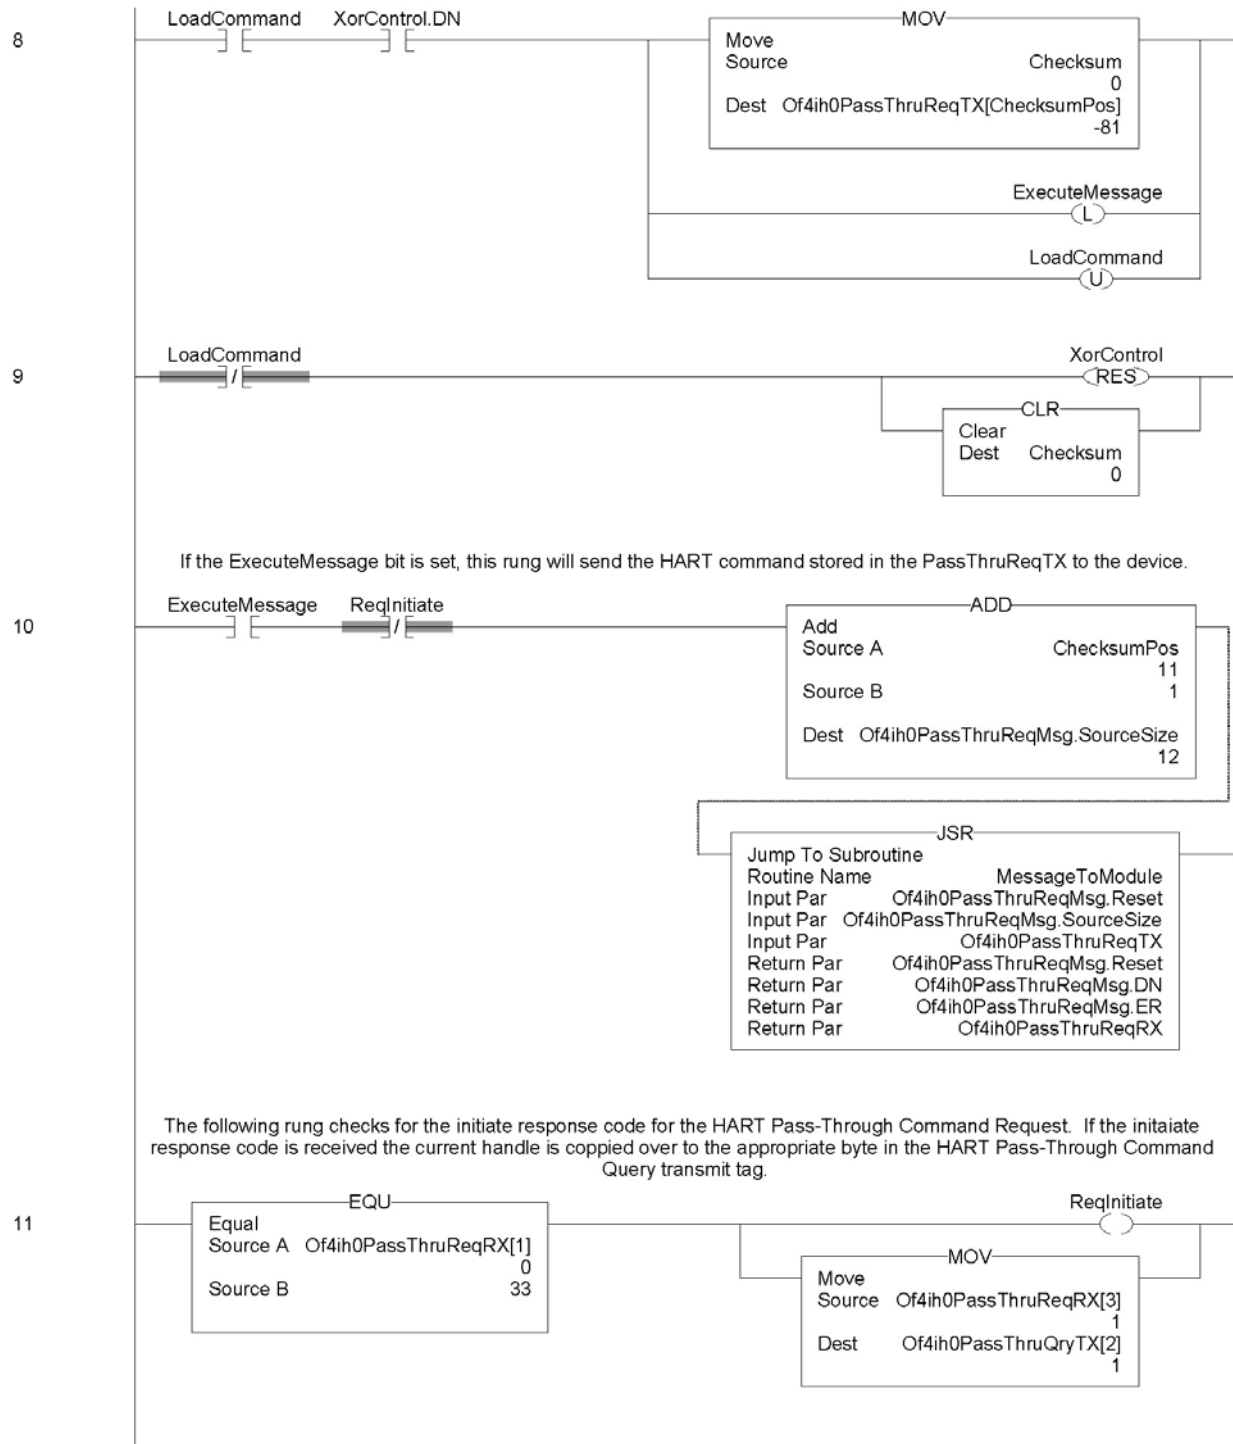 8
LoadCommand XorControl.DN
MOV
Move
Source Checksum
0
Dest Of4ih0PassThruReqTX[ChecksumPos]
-81
ExecuteMessage
L
LoadCommand
U
9
LoadCommand XorControl
/ RES
CLR
Clear
Dest Checksum
0
If the ExecuteMessage bit is set, this rung will send the HART command stored in the PassThruReqTX to the device.
10
ExecuteMessage ReqInitiate
/
ADD
Add
Source A ChecksumPos
11
Source B 1
Dest Of4ih0PassThruReqMsg.SourceSize
12
JSR
Jump To Subroutine
Routine Name MessageToModule
Input Par Of4ih0PassThruReqMsg.Reset
Input Par Of4ih0PassThruReqMsg.SourceSize
Input Par Of4ih0PassThruReqTX
Return Par Of4ih0PassThruReqMsg.Reset
Return Par Of4ih0PassThruReqMsg.DN
Return Par Of4ih0PassThruReqMsg.ER
Return Par Of4ih0PassThruReqRX
The following rung checks for the initiate response code for the HART Pass-Through Command Request. If the initaiate
response code is received the current handle is coppied over to the appropriate byte in the HART Pass-Through Command
Query transmit tag.
11
EQU
Equal
Source A Of4ih0PassThruReqRX[1]
0
Source B 33
ReqInitiate
MOV
Move
Source Of4ih0PassThruReqRX[3]
1
Dest Of4ih0PassThruQryTX[2]
1